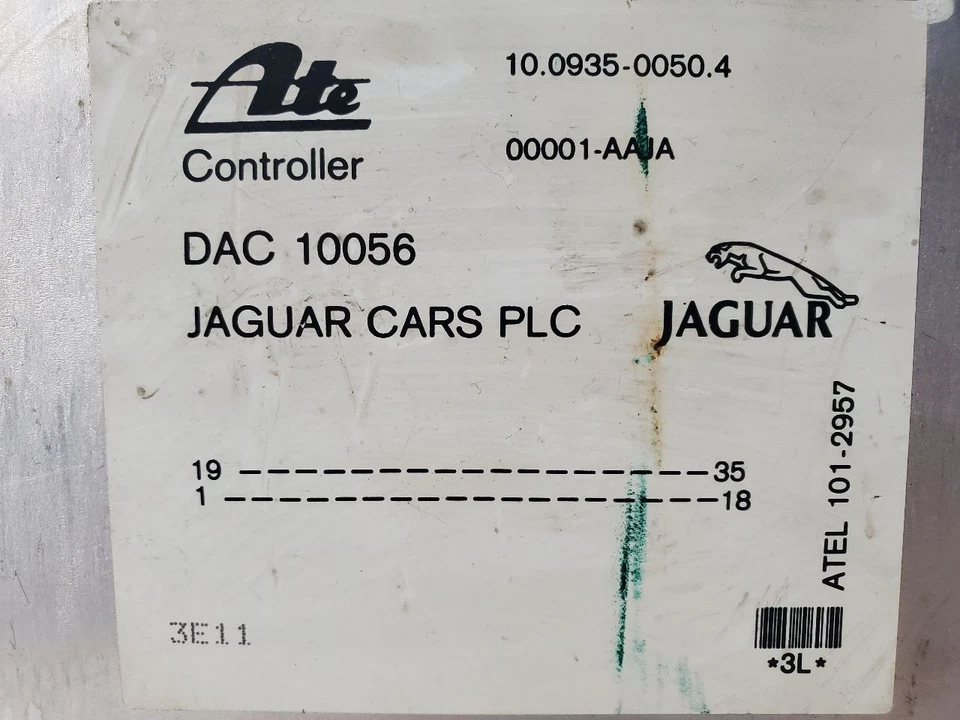 Ate
10.0935-0050.4
Controller
00001-AAJA
DAC 10056
JAGUAR CARS PLC
JAGUAR
19 ––––––––––––––––– 35
1 –––––––––––––––––– 18
ATEL 101-2957
3E11
*3L*